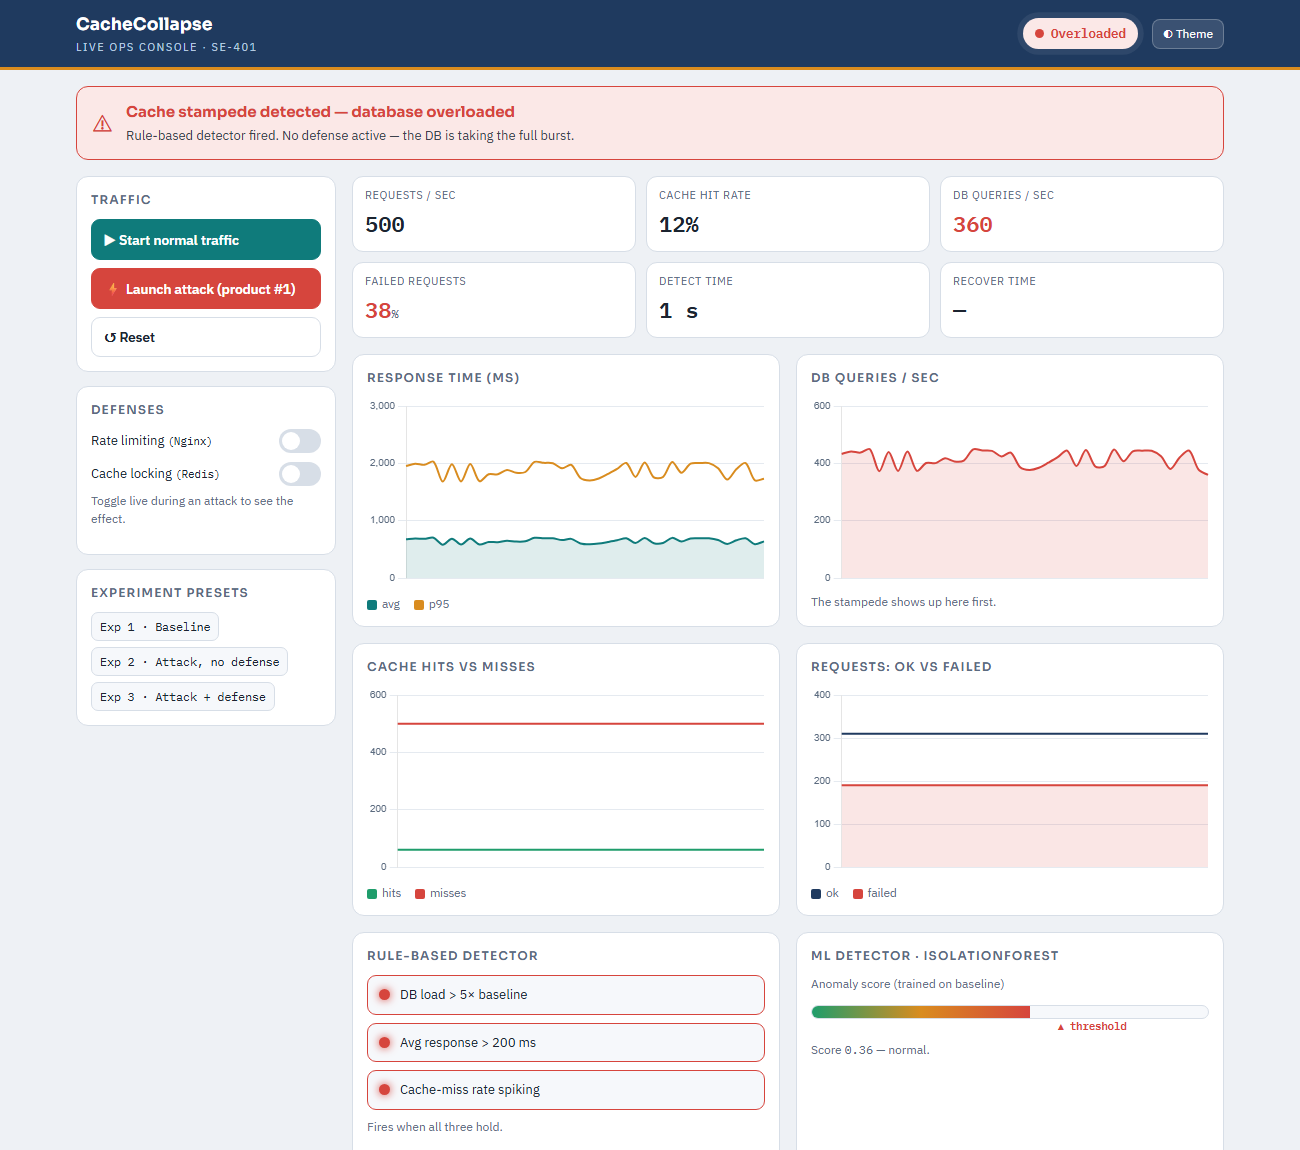 CacheCollapse
LIVE OPS CONSOLE · SE-401
Overloaded
Theme
Cache stampede detected — database overloaded
Rule-based detector fired. No defense active — the DB is taking the full burst.
TRAFFIC
Start normal traffic
Launch attack (product #1)
Reset
DEFENSES
Rate limiting (Nginx)
Cache locking (Redis)
Toggle live during an attack to see the
effect.
EXPERIMENT PRESETS
Exp 1 · Baseline
Exp 2 · Attack, no defense
Exp 3 · Attack + defense
REQUESTS / SEC
500
CACHE HIT RATE
12%
DB QUERIES / SEC
360
FAILED REQUESTS
38%
DETECT TIME
1 s
RECOVER TIME
—
RESPONSE TIME (MS)
3,000
2,000
1,000
0
avg
p95
DB QUERIES / SEC
600
400
200
0
The stampede shows up here first.
CACHE HITS VS MISSES
600
400
200
0
hits
misses
REQUESTS: OK VS FAILED
400
300
200
100
0
ok
failed
RULE-BASED DETECTOR
DB load > 5× baseline
Avg response > 200 ms
Cache-miss rate spiking
Fires when all three hold.
ML DETECTOR · ISOLATIONFOREST
Anomaly score (trained on baseline)
▲ threshold
Score 0.36 — normal.